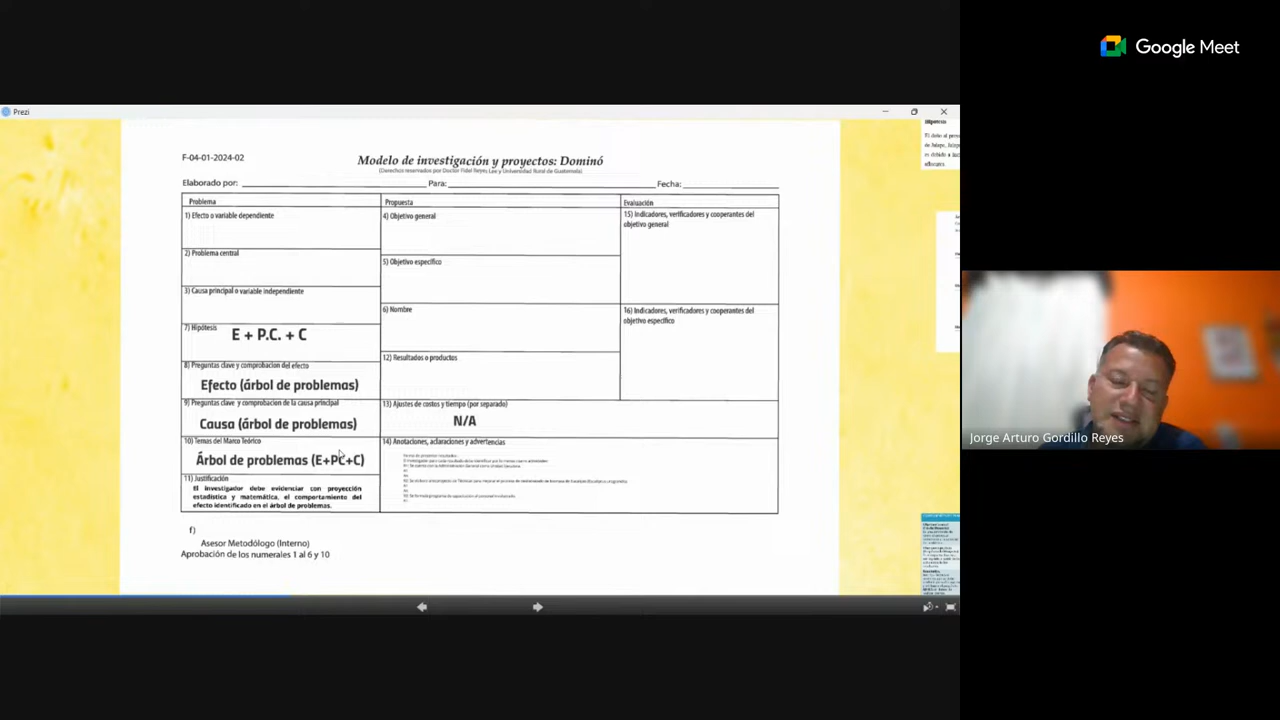 Google Meet
Prezi
F-04-01-2024-02
Modelo de investigación y proyectos: Dominó
(Derechos reservados por Doctor Fidel Reyes Lee y Universidad Rural de Guatemala)
Elaborado por: Para: Fecha:
Problema
Propuesta
Evaluación
1) Efecto o variable dependiente
4) Objetivo general
15) Indicadores, verificadores y cooperantes del
objetivo general
2) Problema central
5) Objetivo específico
3) Causa principal o variable independiente
6) Nombre
16) Indicadores, verificadores y cooperantes del
objetivo específico
7) Hipótesis
E + P.C. + C
12) Resultados o productos
8) Preguntas clave y comprobación del efecto
Efecto (árbol de problemas)
9) Preguntas clave y comprobación de la causa principal
Causa (árbol de problemas)
13) Ajustes de costos y tiempo (por separado)
N/A
10) Temas del Marco Teórico
Árbol de problemas (E+PC+C)
14) Anotaciones, aclaraciones y advertencias
11) Justificación
El investigador debe evidenciar con proyección
estadística y matemática, el comportamiento del
efecto identificado en el árbol de problemas.
f)
Asesor Metodólogo (Interno)
Aprobación de los numerales 1 al 6 y 10
Hipótesis
Jorge Arturo Gordillo Reyes